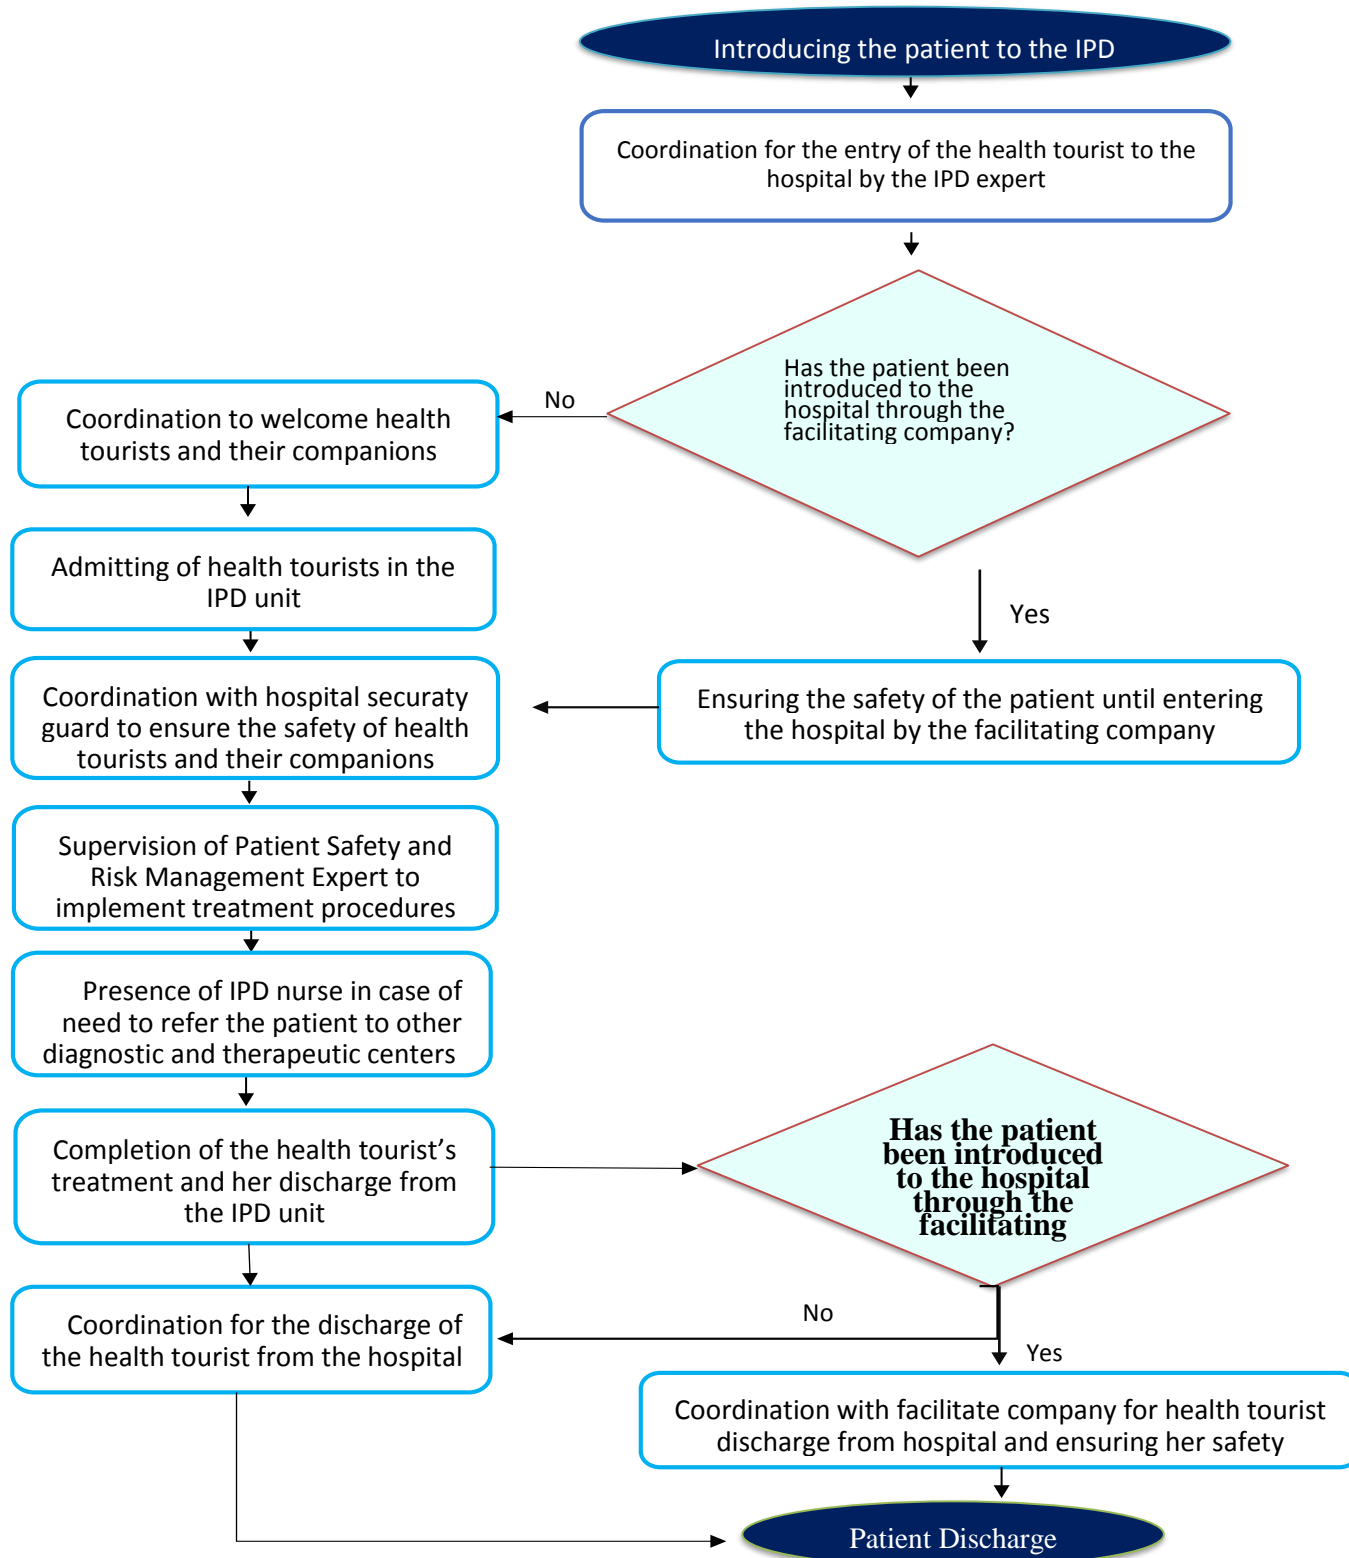 Introducing the patient to the IPD
Coordination for the entry of the health tourist to the
hospital by the IPD expert
Has the patient been
introduced to the
hospital through the
facilitating company?
No
Coordination to welcome health
tourists and their companions
Admitting of health tourists in the
IPD unit
Yes
Coordination with hospital securaty
guard to ensure the safety of health
tourists and their companions
Ensuring the safety of the patient until entering
the hospital by the facilitating company
Supervision of Patient Safety and
Risk Management Expert to
implement treatment procedures
Presence of IPD nurse in case of
need to refer the patient to other
diagnostic and therapeutic centers
Completion of the health tourist’s
treatment and her discharge from
the IPD unit
Has the patient
been introduced
to the hospital
through the
facilitating
No
Yes
Coordination for the discharge of
the health tourist from the hospital
Coordination with facilitate company for health tourist
discharge from hospital and ensuring her safety
Patient Discharge